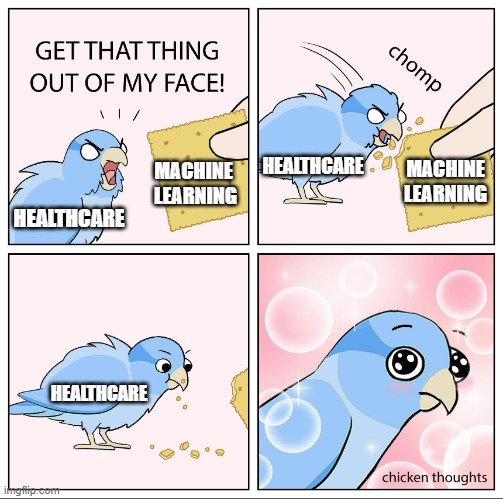 GET THAT THING
OUT OF MY FACE!
MACHINE
LEARNING
HEALTHCARE
chomp
HEALTHCARE
MACHINE
LEARNING
HEALTHCARE
chicken thoughts
imgflip.com